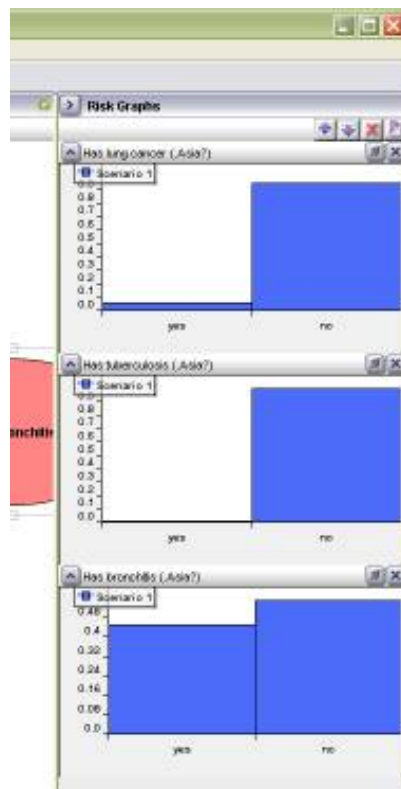 Risk Graphs
Has lung cancer (.Asia?)
Scenario 1
0.9
0.8
0.7
0.6
0.5
0.4
0.3
0.2
0.1
0.0
yes no
onchitis
Has tuberculosis (.Asia?)
Scenario 1
0.9
0.8
0.7
0.6
0.5
0.4
0.3
0.2
0.1
0.0
yes no
Has bronchitis (.Asia?)
Scenario 1
0.48
0.4
0.32
0.24
0.16
0.08
0.0
yes no